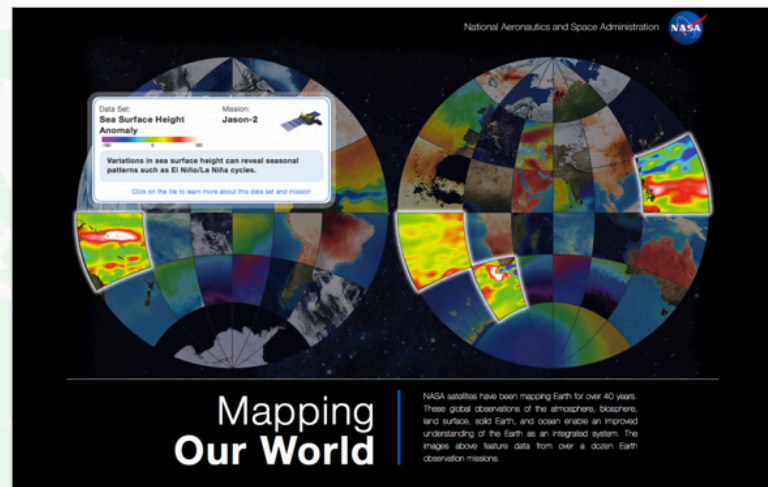 National Aeronautics and Space Administration
NASA
Data Set:
Mission:
Sea Surface Height
Anomaly
Jason-2
-180 0 180
Variations in sea surface height can reveal seasonal
patterns such as El Niño/La Niña cycles.
Click on the tile to learn more about this data set and mission
Mapping
Our World
NASA satellites have been mapping Earth for over 40 years.
These global observations of the atmosphere, biosphere,
land surface, solid Earth, and ocean enable an improved
understanding of the Earth as an integrated system. The
images above feature data from over a dozen Earth
observation missions.